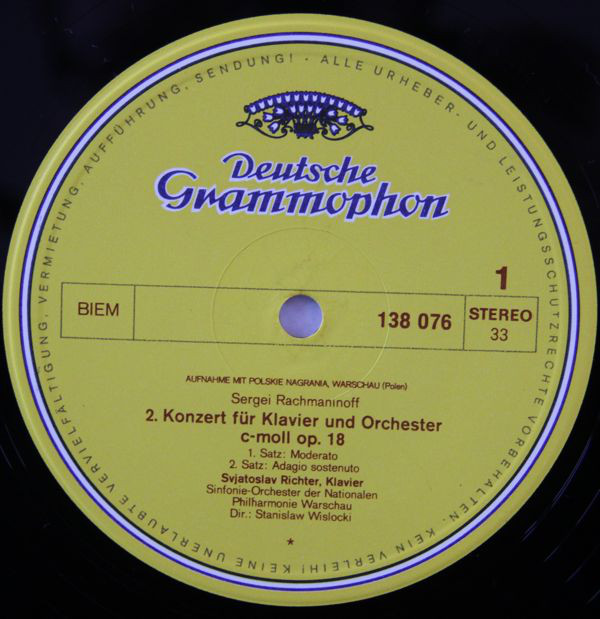 Deutsche
Grammophon
1
BIEM
138 076
STEREO
33
AUFNAHME MIT POLSKIE NAGRANIA, WARSCHAU (Polen)
Sergei Rachmaninoff
2. Konzert für Klavier und Orchester
c-moll op. 18
1. Satz: Moderato
2. Satz: Adagio sostenuto
Svjatoslav Richter, Klavier
Sinfonie-Orchester der Nationalen
Philharmonie Warschau
Dir.: Stanislaw Wislocki
*
ALLE URHEBER- UND LEISTUNGSSCHUTZRECHTE VORBEHALTEN. KEIN VERLEIH! KEINE UNERLAUBTE VERVIELFÄLTIGUNG, VERMIETUNG, AUFFÜHRUNG, SENDUNG! -